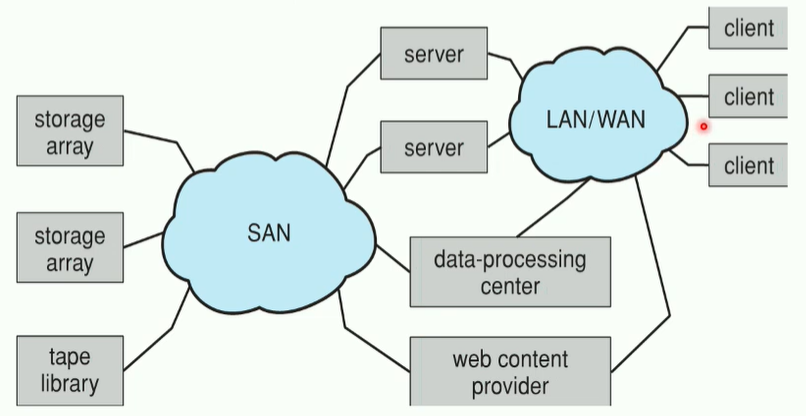 storage
array
storage
array
tape
library
SAN
server
server
data-processing
center
web content
provider
LAN/WAN
client
client
client